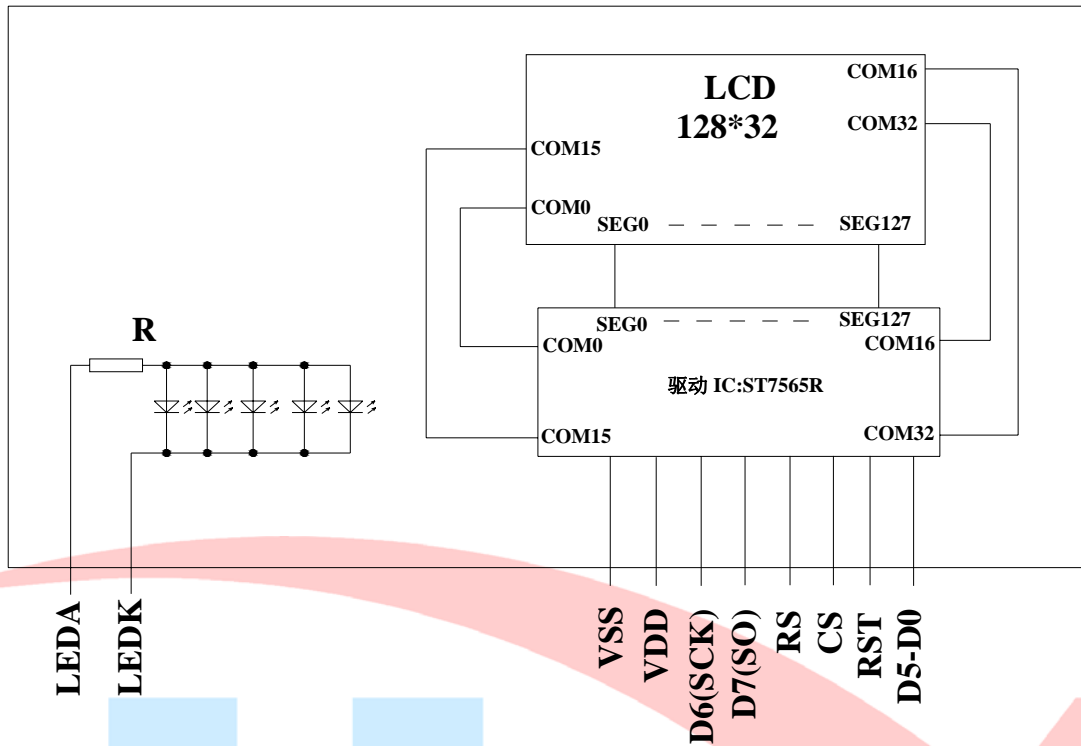 COM16
LCD
128*32
COM32
COM15
COM0
SEG0 — — — — — SEG127
R
SEG0 — — — — — SEG127
COM0
COM16
驱动 IC:ST7565R
COM15
COM32
LEDA
LEDK
VSS
VDD
D6(SCK)
D7(SO)
RS
CS
RST
D5-D0